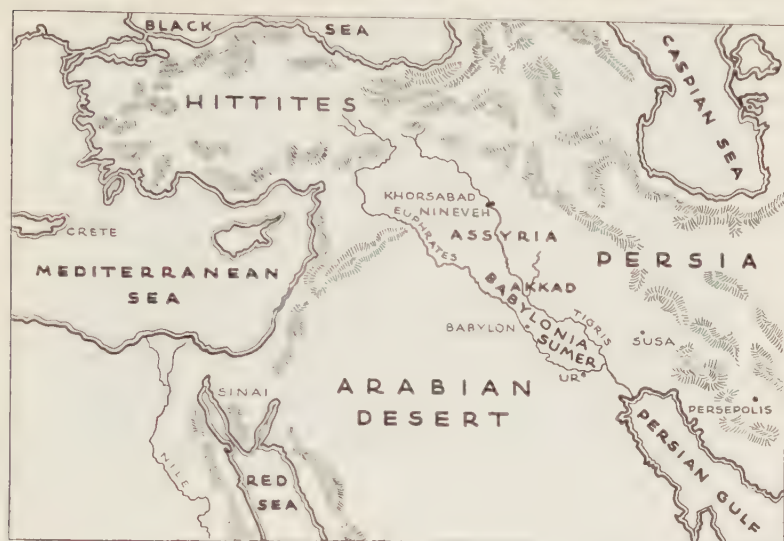 BLACK SEA
CASPIAN SEA
HITTITES
KHORSABAD
NINEVEH
EUPHRATES
ASSYRIA
CRETE
PERSIA
MEDITERRANEAN
SEA
AKKAD
BABYLONIA
TIGRIS
BABYLON
SUMER
SUSA
UR
SINAI
ARABIAN
DESERT
PERSEPOLIS
NILE
RED
SEA
PERSIAN GULF